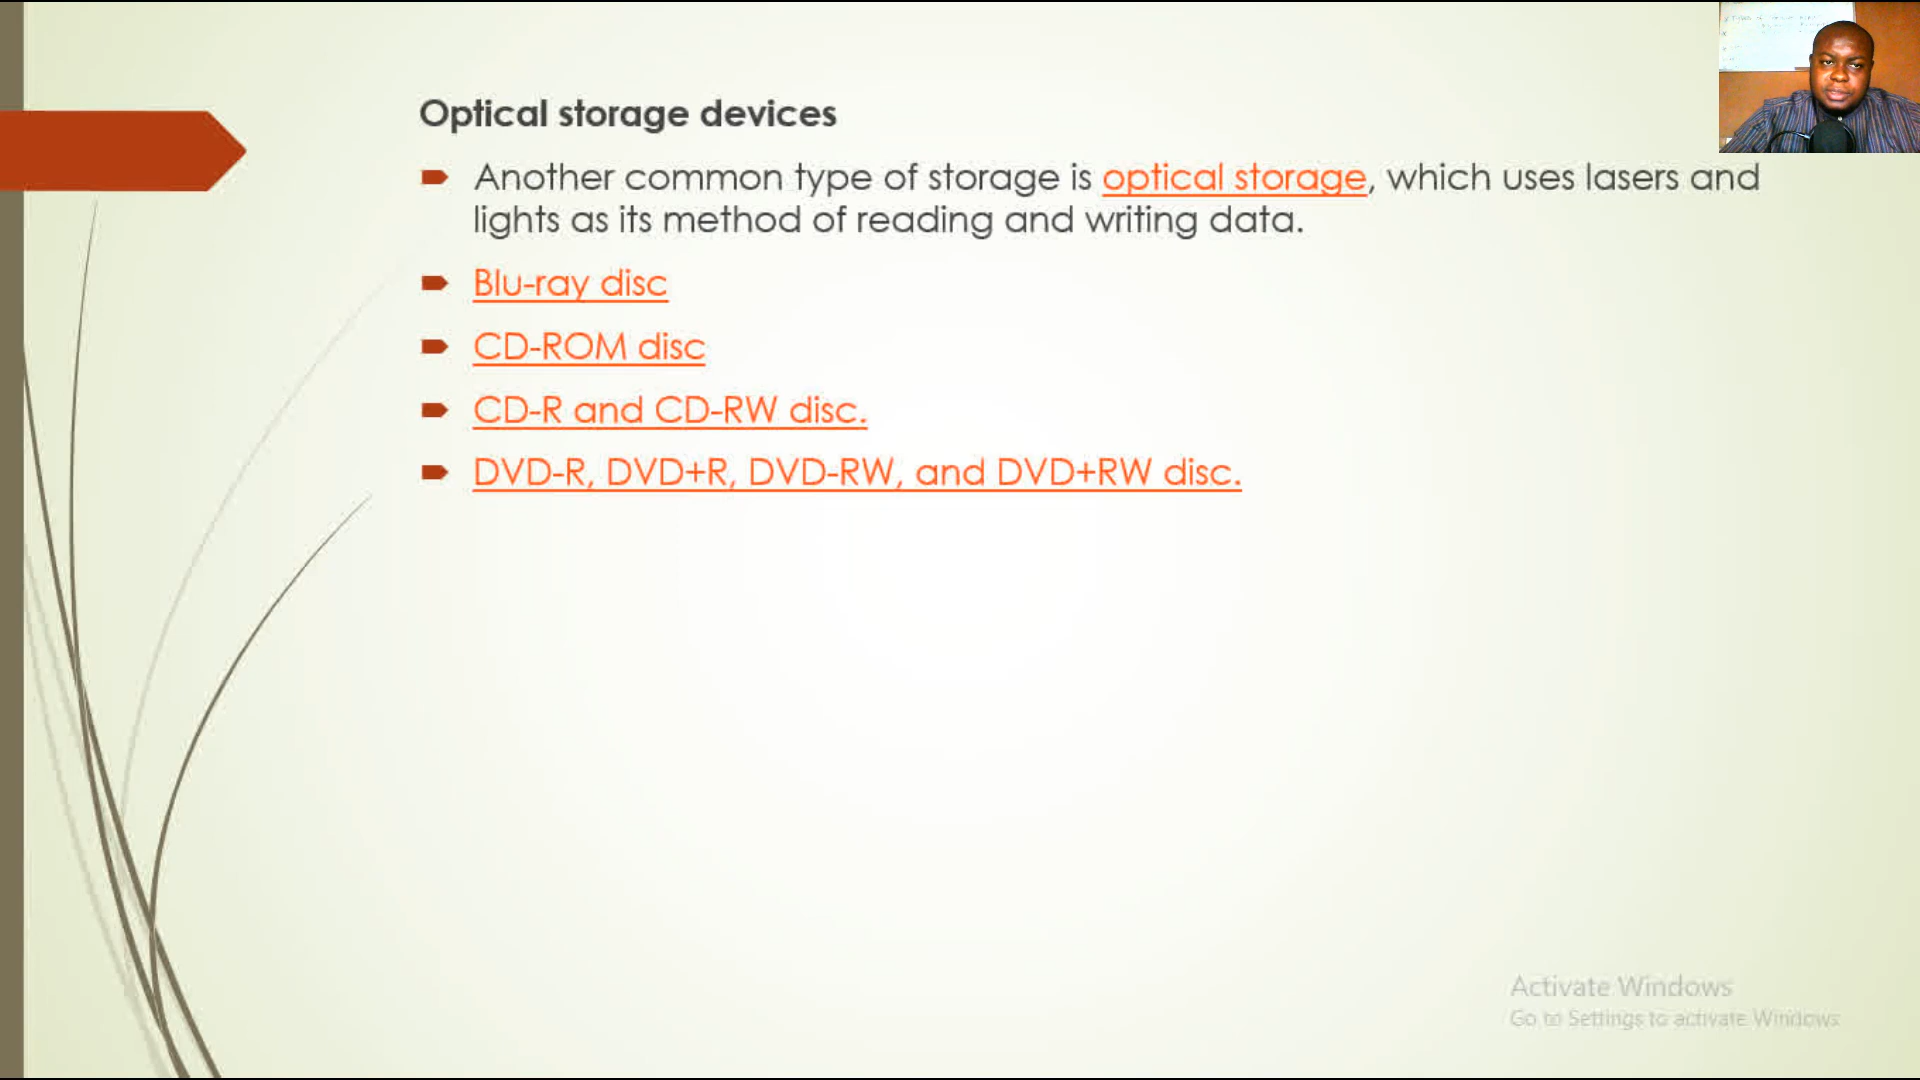 Optical storage devices
Another common type of storage is optical storage, which uses lasers and
lights as its method of reading and writing data.
Blu-ray disc
CD-ROM disc
CD-R and CD-RW disc.
DVD-R, DVD+R, DVD-RW, and DVD+RW disc.
Activate Windows
Go to Settings to activate Windows